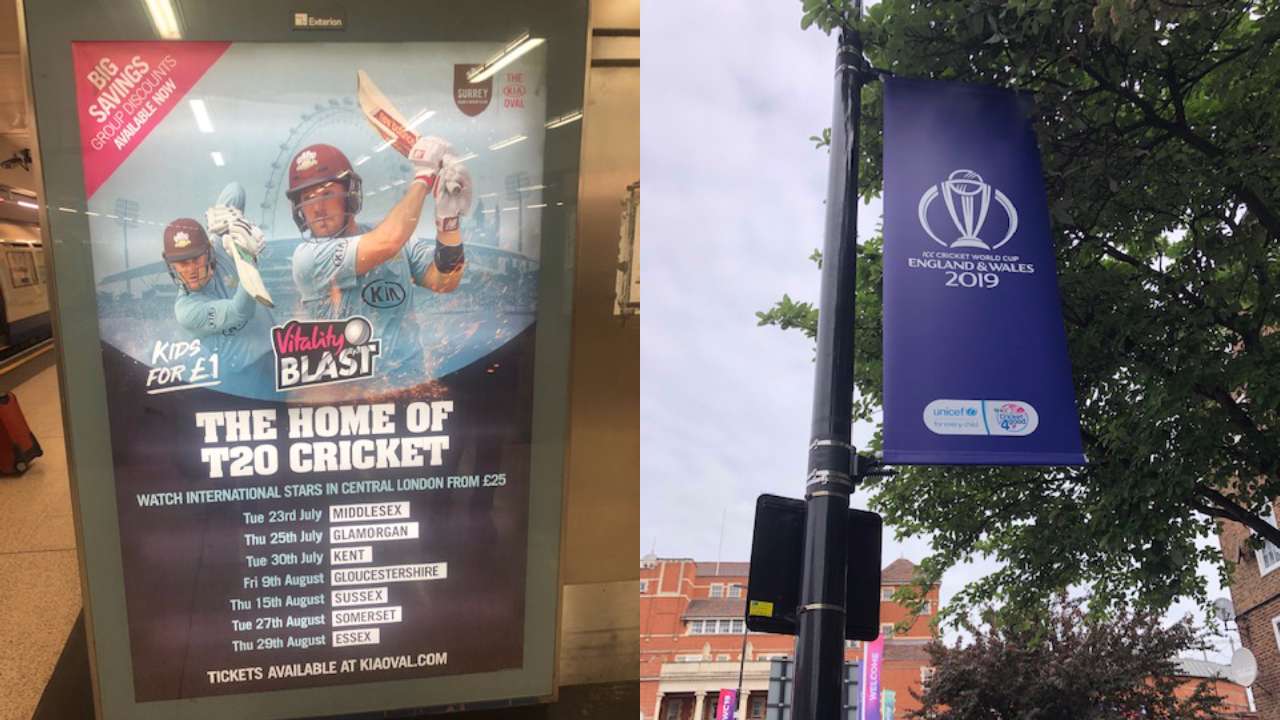 Exterion
BIG
SAVINGS
GROUP DISCOUNTS
AVAILABLE NOW
SURREY
THE
KIA
OVAL
KIA
KIDS
FOR £1
Vitality
BLAST
THE HOME OF
T20 CRICKET
WATCH INTERNATIONAL STARS IN CENTRAL LONDON FROM £25
Tue 23rd July MIDDLESEX
Thu 25th July GLAMORGAN
Tue 30th July KENT
Fri 9th August GLOUCESTERSHIRE
Thu 15th August SUSSEX
Tue 27th August SOMERSET
Thu 29th August ESSEX
TICKETS AVAILABLE AT KIAOVAL.COM
ICC CRICKET WORLD CUP
ENGLAND & WALES
2019
unicef
for every child
Cricket
4 Good
WELCOME